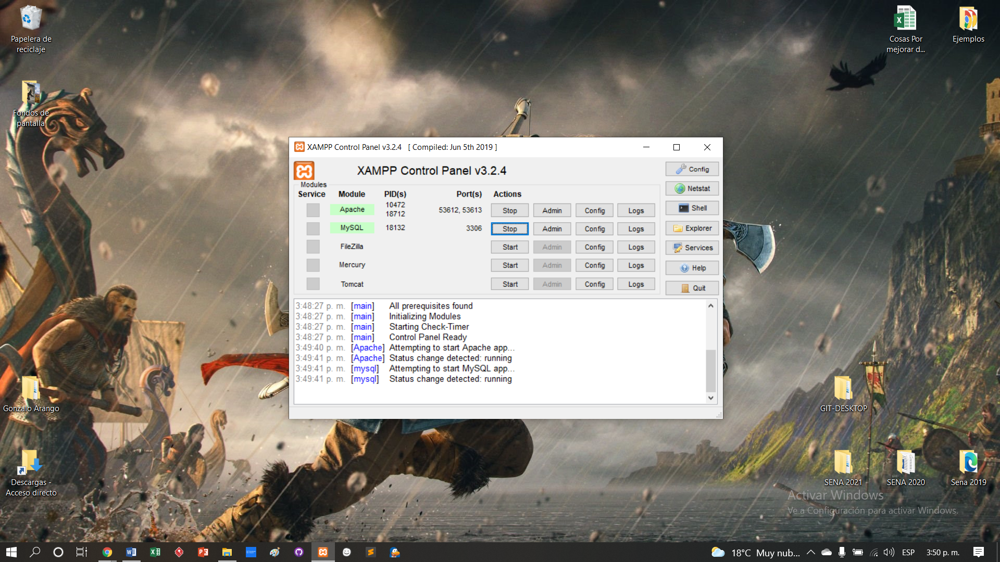 Papelera de
reciclaje
Fondos de
pantalla
Gonzalo Arango
Descargas -
Acceso directo
Cosas Por
mejorar d...
Ejemplos
GIT-DESKTOP
SENA 2021
SENA 2020
Sena 2019
XAMPP Control Panel v3.2.4 [ Compiled: Jun 5th 2019 ]
XAMPP Control Panel v3.2.4
Modules
Service Module PID(s) Port(s) Actions
Apache 10472
18712 53612, 53613 Stop Admin Config Logs
MySQL 18132 3306 Stop Admin Config Logs
FileZilla Start Admin Config Logs
Mercury Start Admin Config Logs
Tomcat Start Admin Config Logs
Config
Netstat
Shell
Explorer
Services
Help
Quit
3:48:27 p. m. [main] All prerequisites found
3:48:27 p. m. [main] Initializing Modules
3:48:27 p. m. [main] Starting Check-Timer
3:48:27 p. m. [main] Control Panel Ready
3:49:40 p. m. [Apache] Attempting to start Apache app...
3:49:41 p. m. [Apache] Status change detected: running
3:49:41 p. m. [mysql] Attempting to start MySQL app...
3:49:41 p. m. [mysql] Status change detected: running
Activar Windows
Ve a Configuración para activar Windows.
18°C Muy nub... ESP 3:50 p. m.